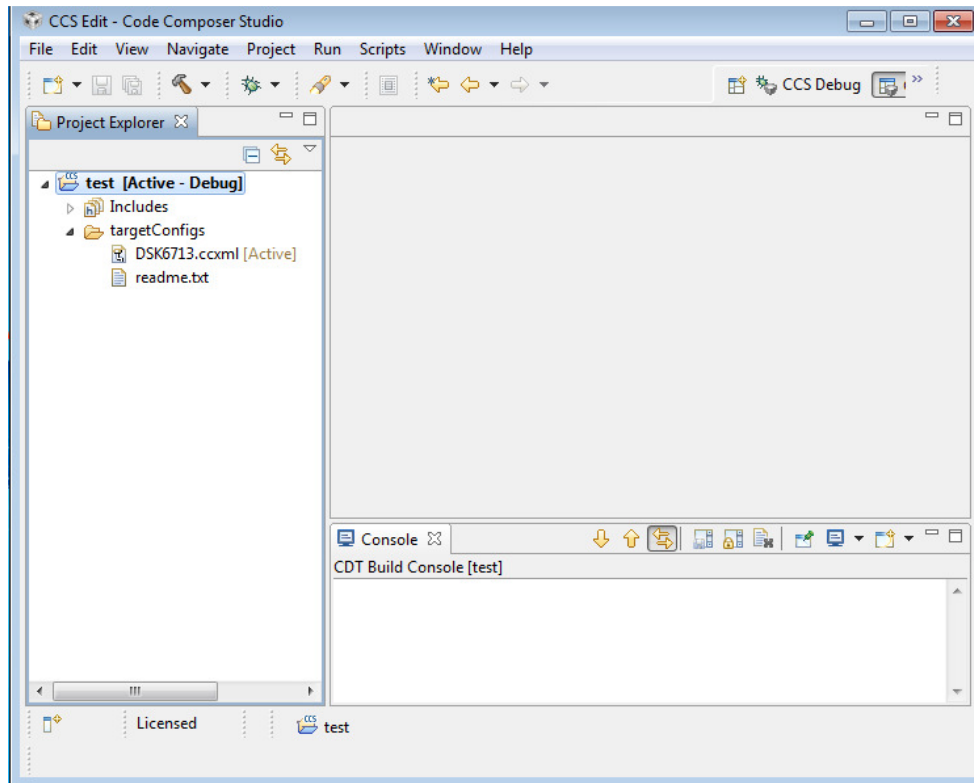 CCS Edit - Code Composer Studio
File Edit View Navigate Project Run Scripts Window Help
CCS Debug
Project Explorer
test [Active - Debug]
Includes
targetConfigs
DSK6713.ccxml [Active]
readme.txt
Console
CDT Build Console [test]
Licensed
test